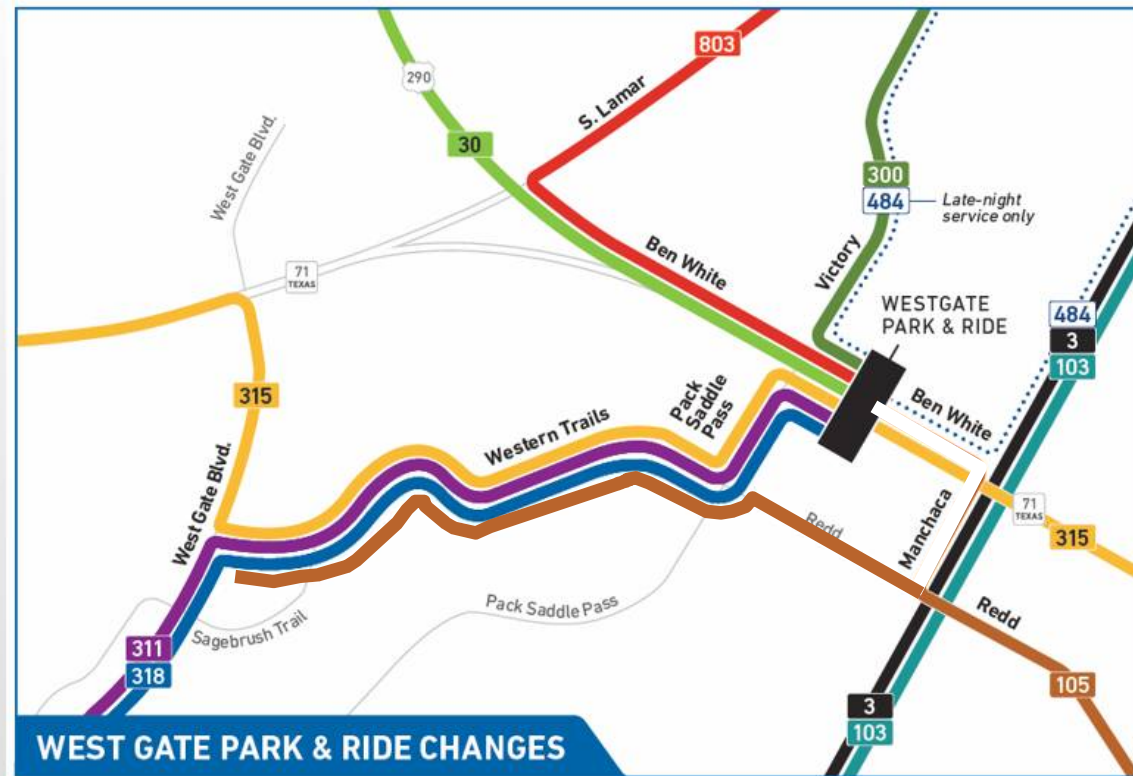 803
290
S. Lamar
West Gate Blvd.
30
300
484
Late-night
service only
71
TEXAS
Ben White
Victory
WESTGATE
PARK & RIDE
484
3
103
315
Pack
Saddle
Pass
Ben White
Western Trails
West Gate Blvd.
71
TEXAS
315
Redd
Manchaca
Pack Saddle Pass
Redd
Sagebrush Trail
311
318
105
3
103
WEST GATE PARK & RIDE CHANGES